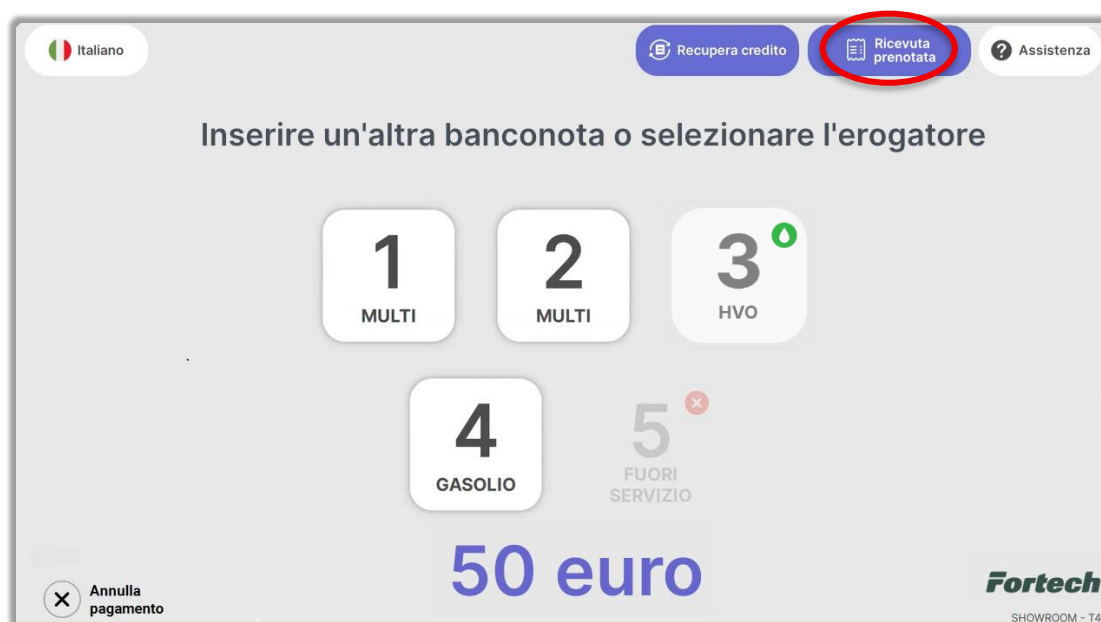 Italiano
Recupera credito
Ricevuta
prenotata
? Assistenza
Inserire un'altra banconota o selezionare l'erogatore
1
MULTI
2
MULTI
3
HVO
4
GASOLIO
5
FUORI
SERVIZIO
50 euro
Annulla
pagamento
Fortech
SHOWROOM - T4